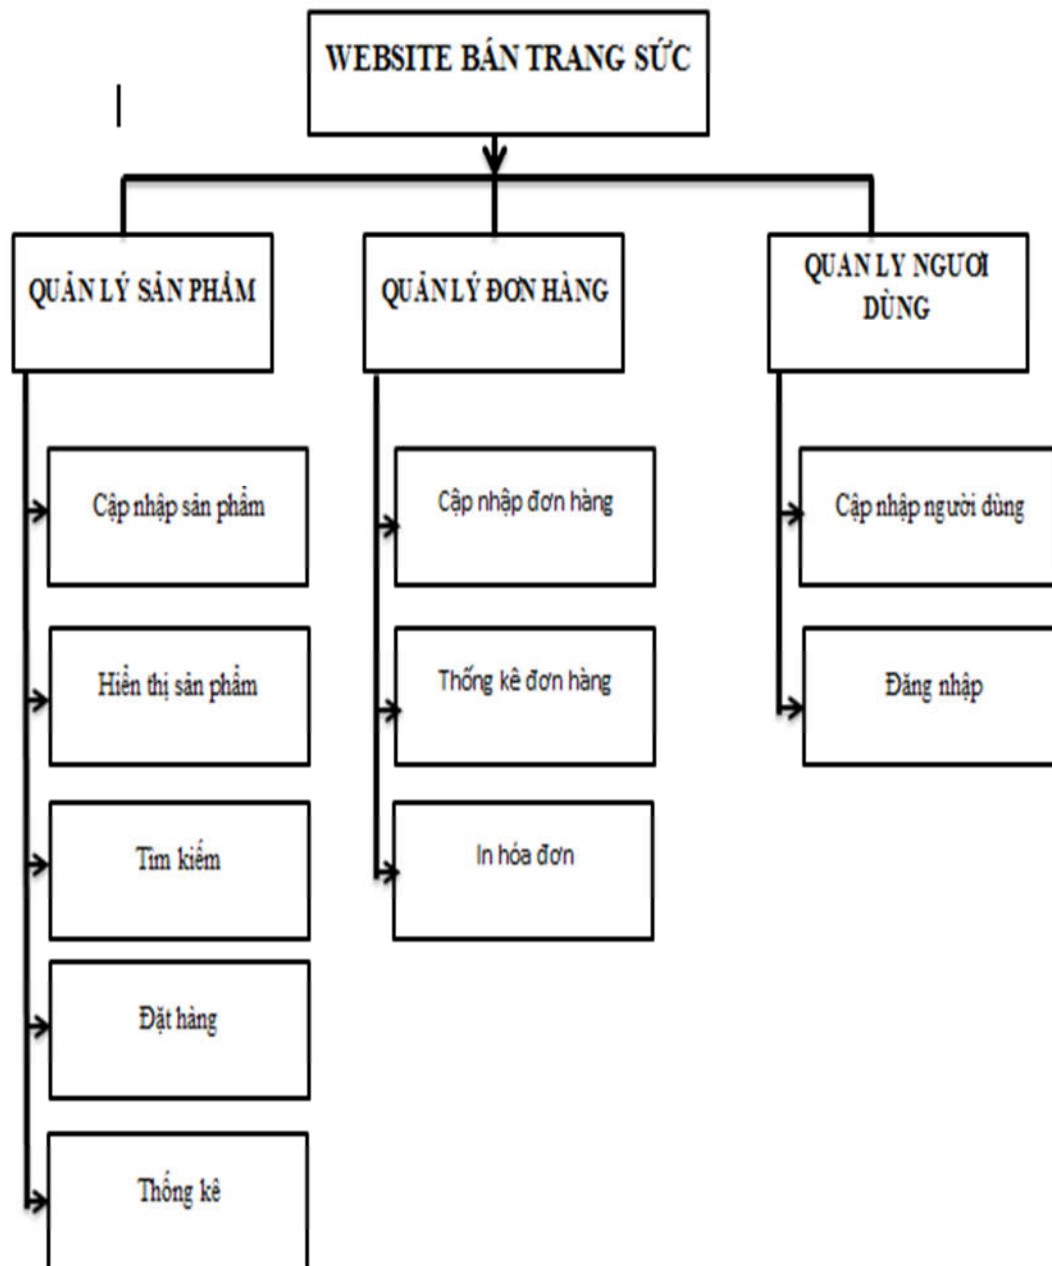 WEBSITE BÁN TRANG SỨC
QUẢN LÝ SẢN PHẨM
QUẢN LÝ ĐƠN HÀNG
QUAN LY NGƯƠI
DÙNG
Cập nhập sản phẩm
Cập nhập đơn hàng
Cập nhập người dùng
Hiển thị sản phẩm
Thống kê đơn hàng
Đăng nhập
Tìm kiếm
In hóa đơn
Đặt hàng
Thống kê